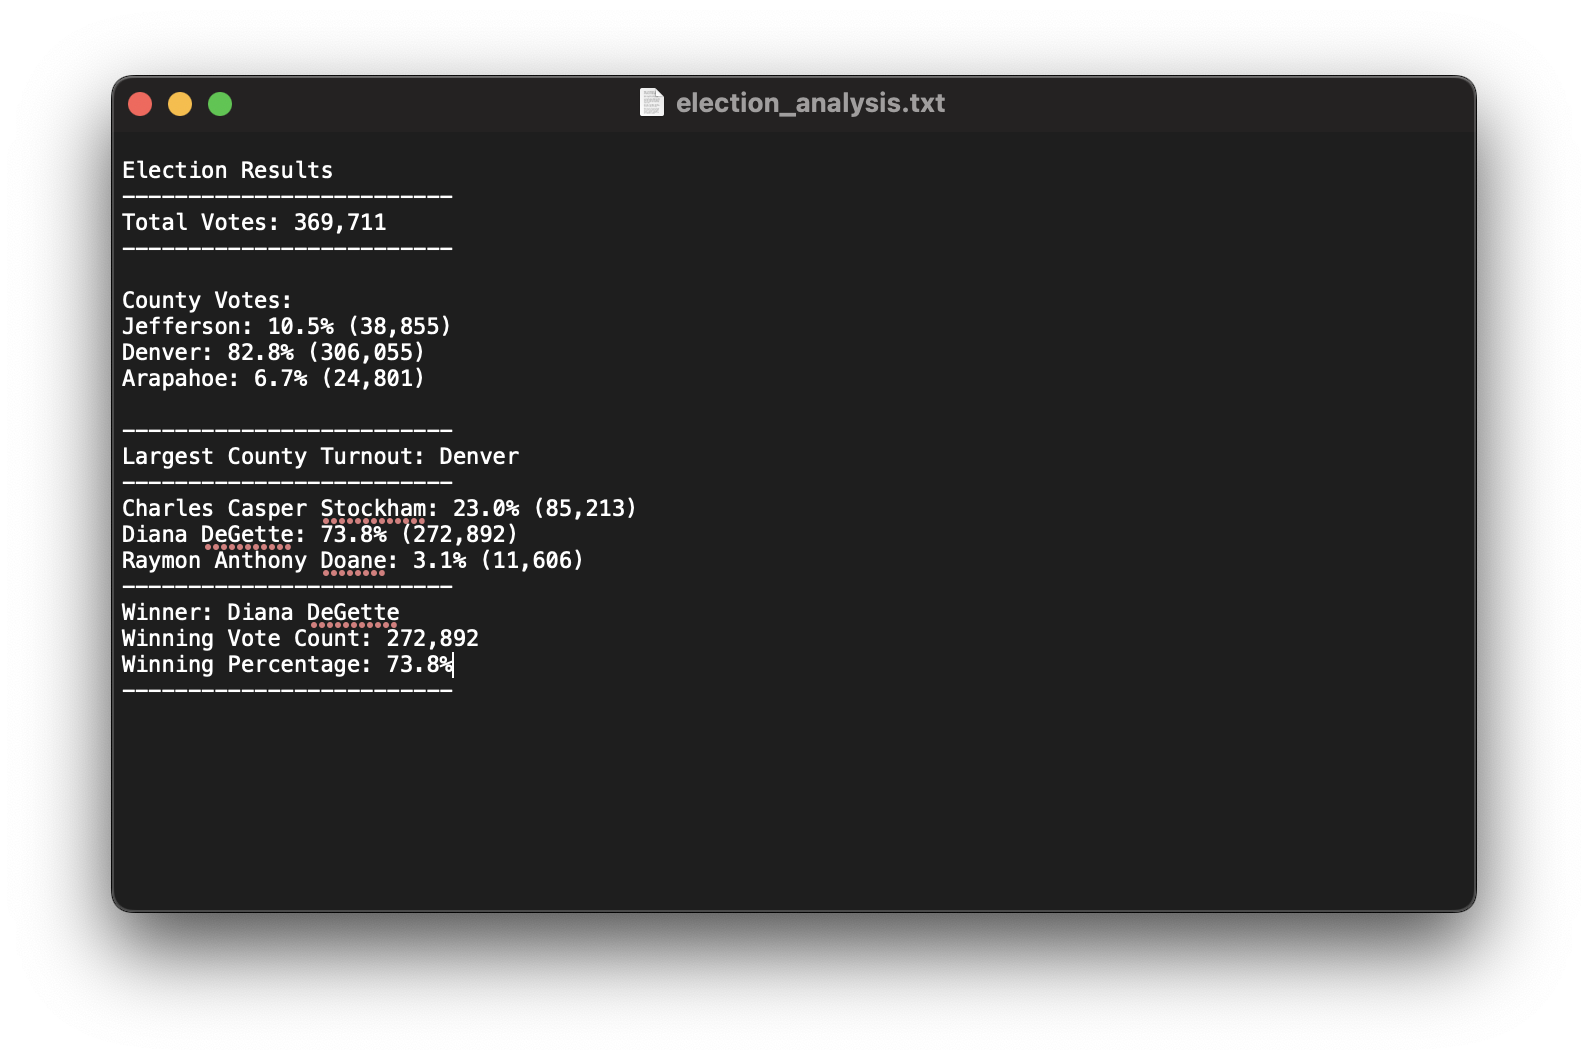 election_analysis.txt
Election Results
-------------------------
Total Votes: 369,711
-------------------------
County Votes:
Jefferson: 10.5% (38,855)
Denver: 82.8% (306,055)
Arapahoe: 6.7% (24,801)
-------------------------
Largest County Turnout: Denver
-------------------------
Charles Casper Stockham: 23.0% (85,213)
Diana DeGette: 73.8% (272,892)
Raymon Anthony Doane: 3.1% (11,606)
-------------------------
Winner: Diana DeGette
Winning Vote Count: 272,892
Winning Percentage: 73.8%
-------------------------